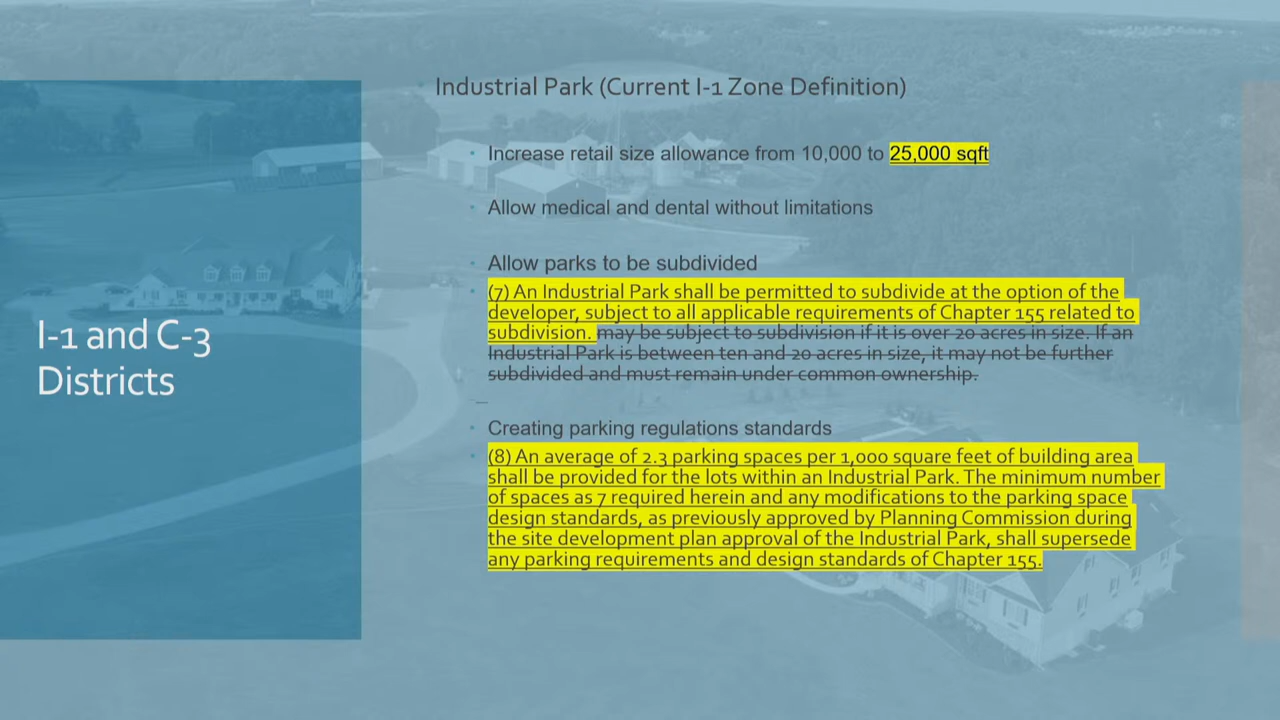 I-1 and C-3
Districts
Industrial Park (Current I-1 Zone Definition)
Increase retail size allowance from 10,000 to 25,000 sqft
Allow medical and dental without limitations
Allow parks to be subdivided
(7) An Industrial Park shall be permitted to subdivide at the option of the
developer, subject to all applicable requirements of Chapter 155 related to
subdivision. may be subject to subdivision if it is over 20 acres in size. If an
Industrial Park is between ten and 20 acres in size, it may not be further
subdivided and must remain under common ownership.
Creating parking regulations standards
(8) An average of 2.3 parking spaces per 1,000 square feet of building area
shall be provided for the lots within an Industrial Park. The minimum number
of spaces as 7 required herein and any modifications to the parking space
design standards, as previously approved by Planning Commission during
the site development plan approval of the Industrial Park, shall supersede
any parking requirements and design standards of Chapter 155.